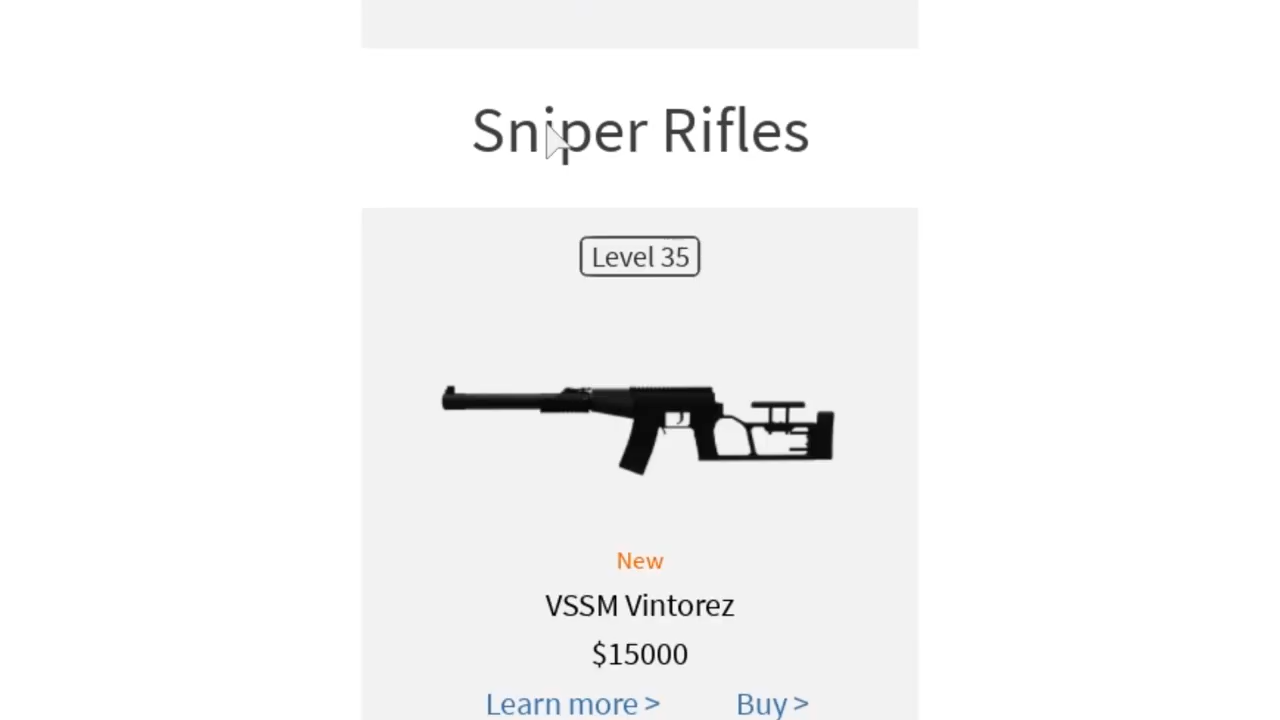 Sniper Rifles
Level 35
New
VSSM Vintorez
$15000
Learn more > Buy >